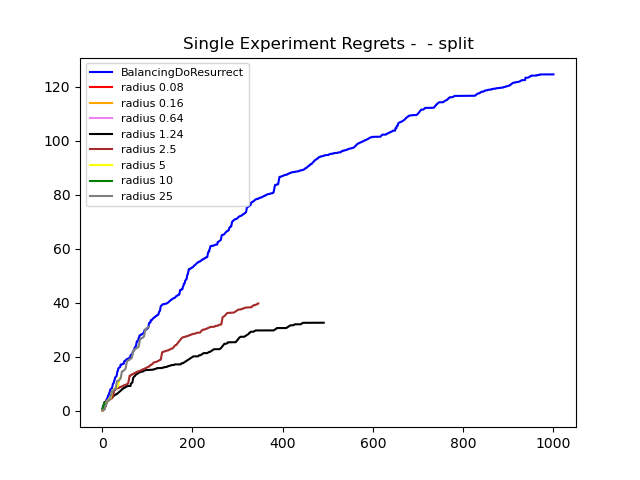 Single Experiment Regrets -  - split
BalancingDoResurrect
radius 0.08
radius 0.16
radius 0.64
radius 1.24
radius 2.5
radius 5
radius 10
radius 25
120
100
80
60
40
20
0
0 200 400 600 800 1000